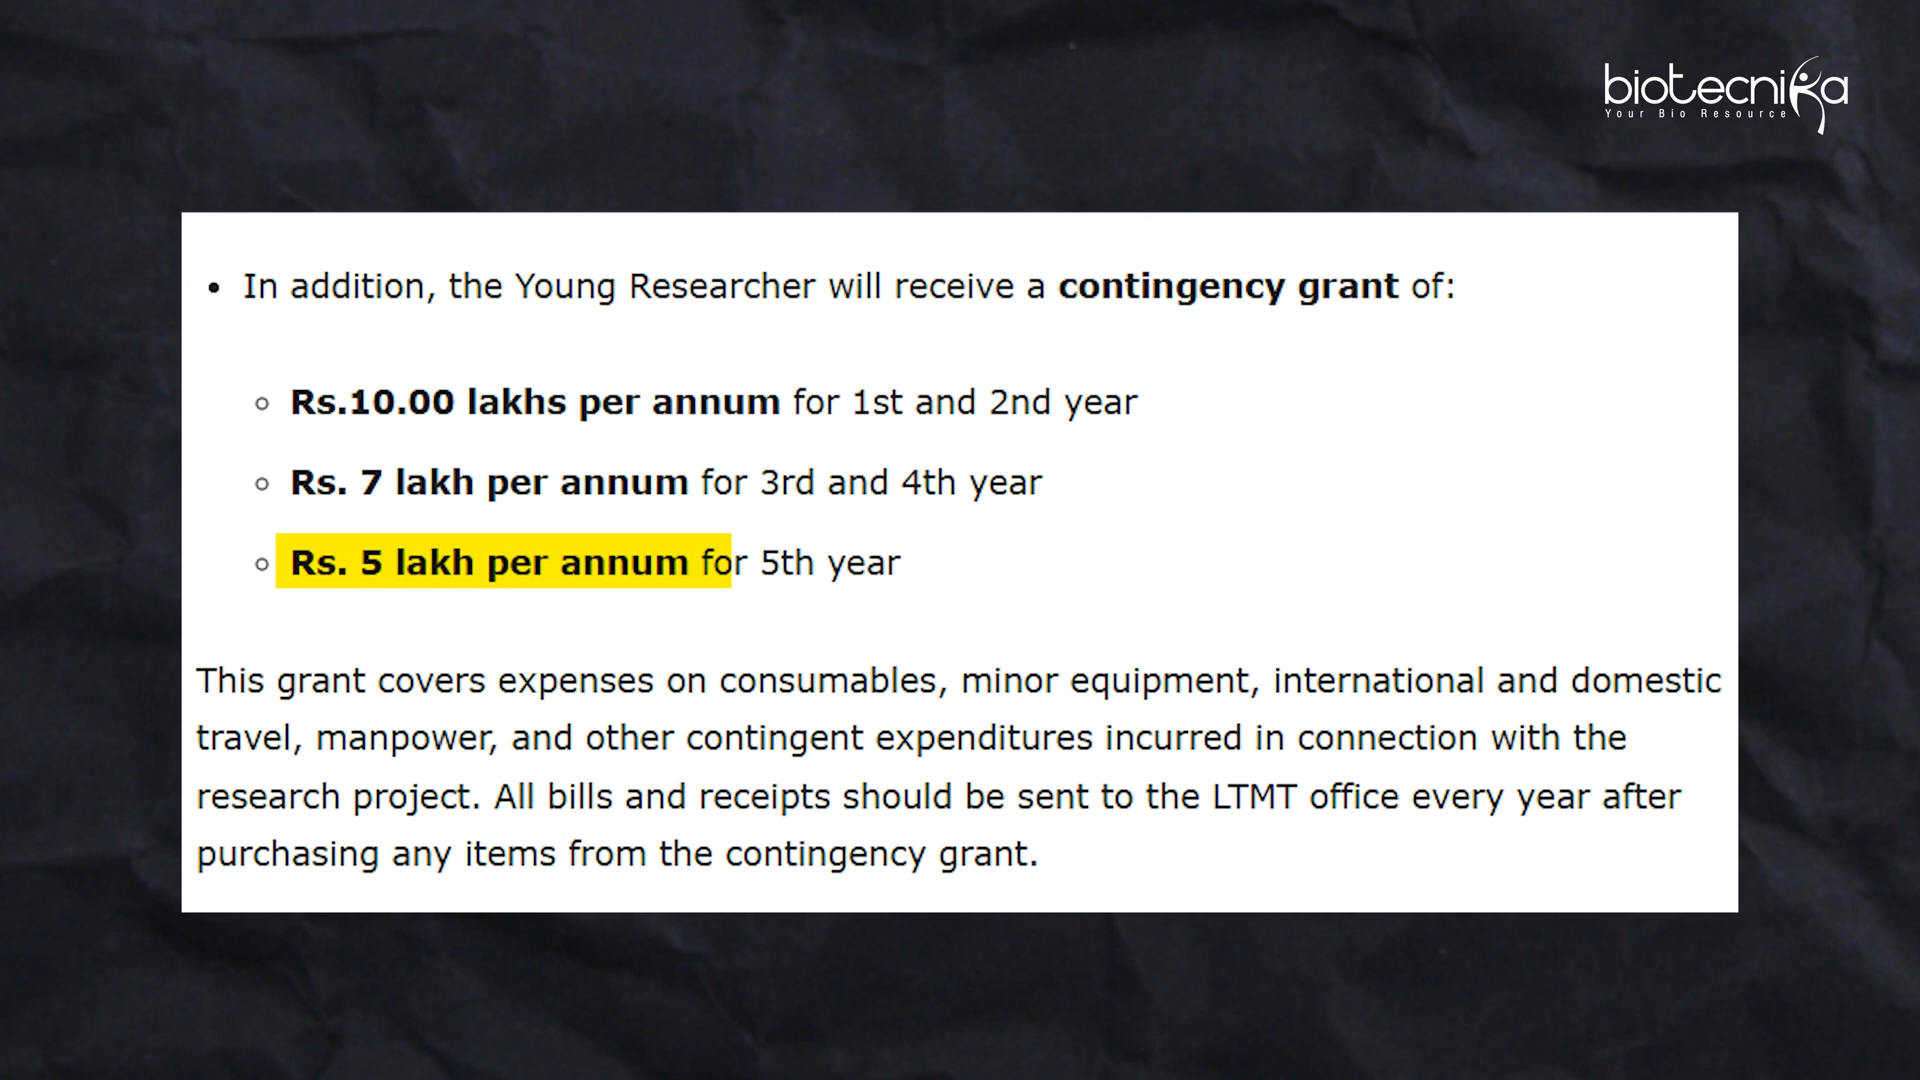 biotecnika
Your Bio Resource
• In addition, the Young Researcher will receive a contingency grant of:
◦ Rs.10.00 lakhs per annum for 1st and 2nd year
◦ Rs. 7 lakh per annum for 3rd and 4th year
◦ Rs. 5 lakh per annum for 5th year
This grant covers expenses on consumables, minor equipment, international and domestic
travel, manpower, and other contingent expenditures incurred in connection with the
research project. All bills and receipts should be sent to the LTMT office every year after
purchasing any items from the contingency grant.